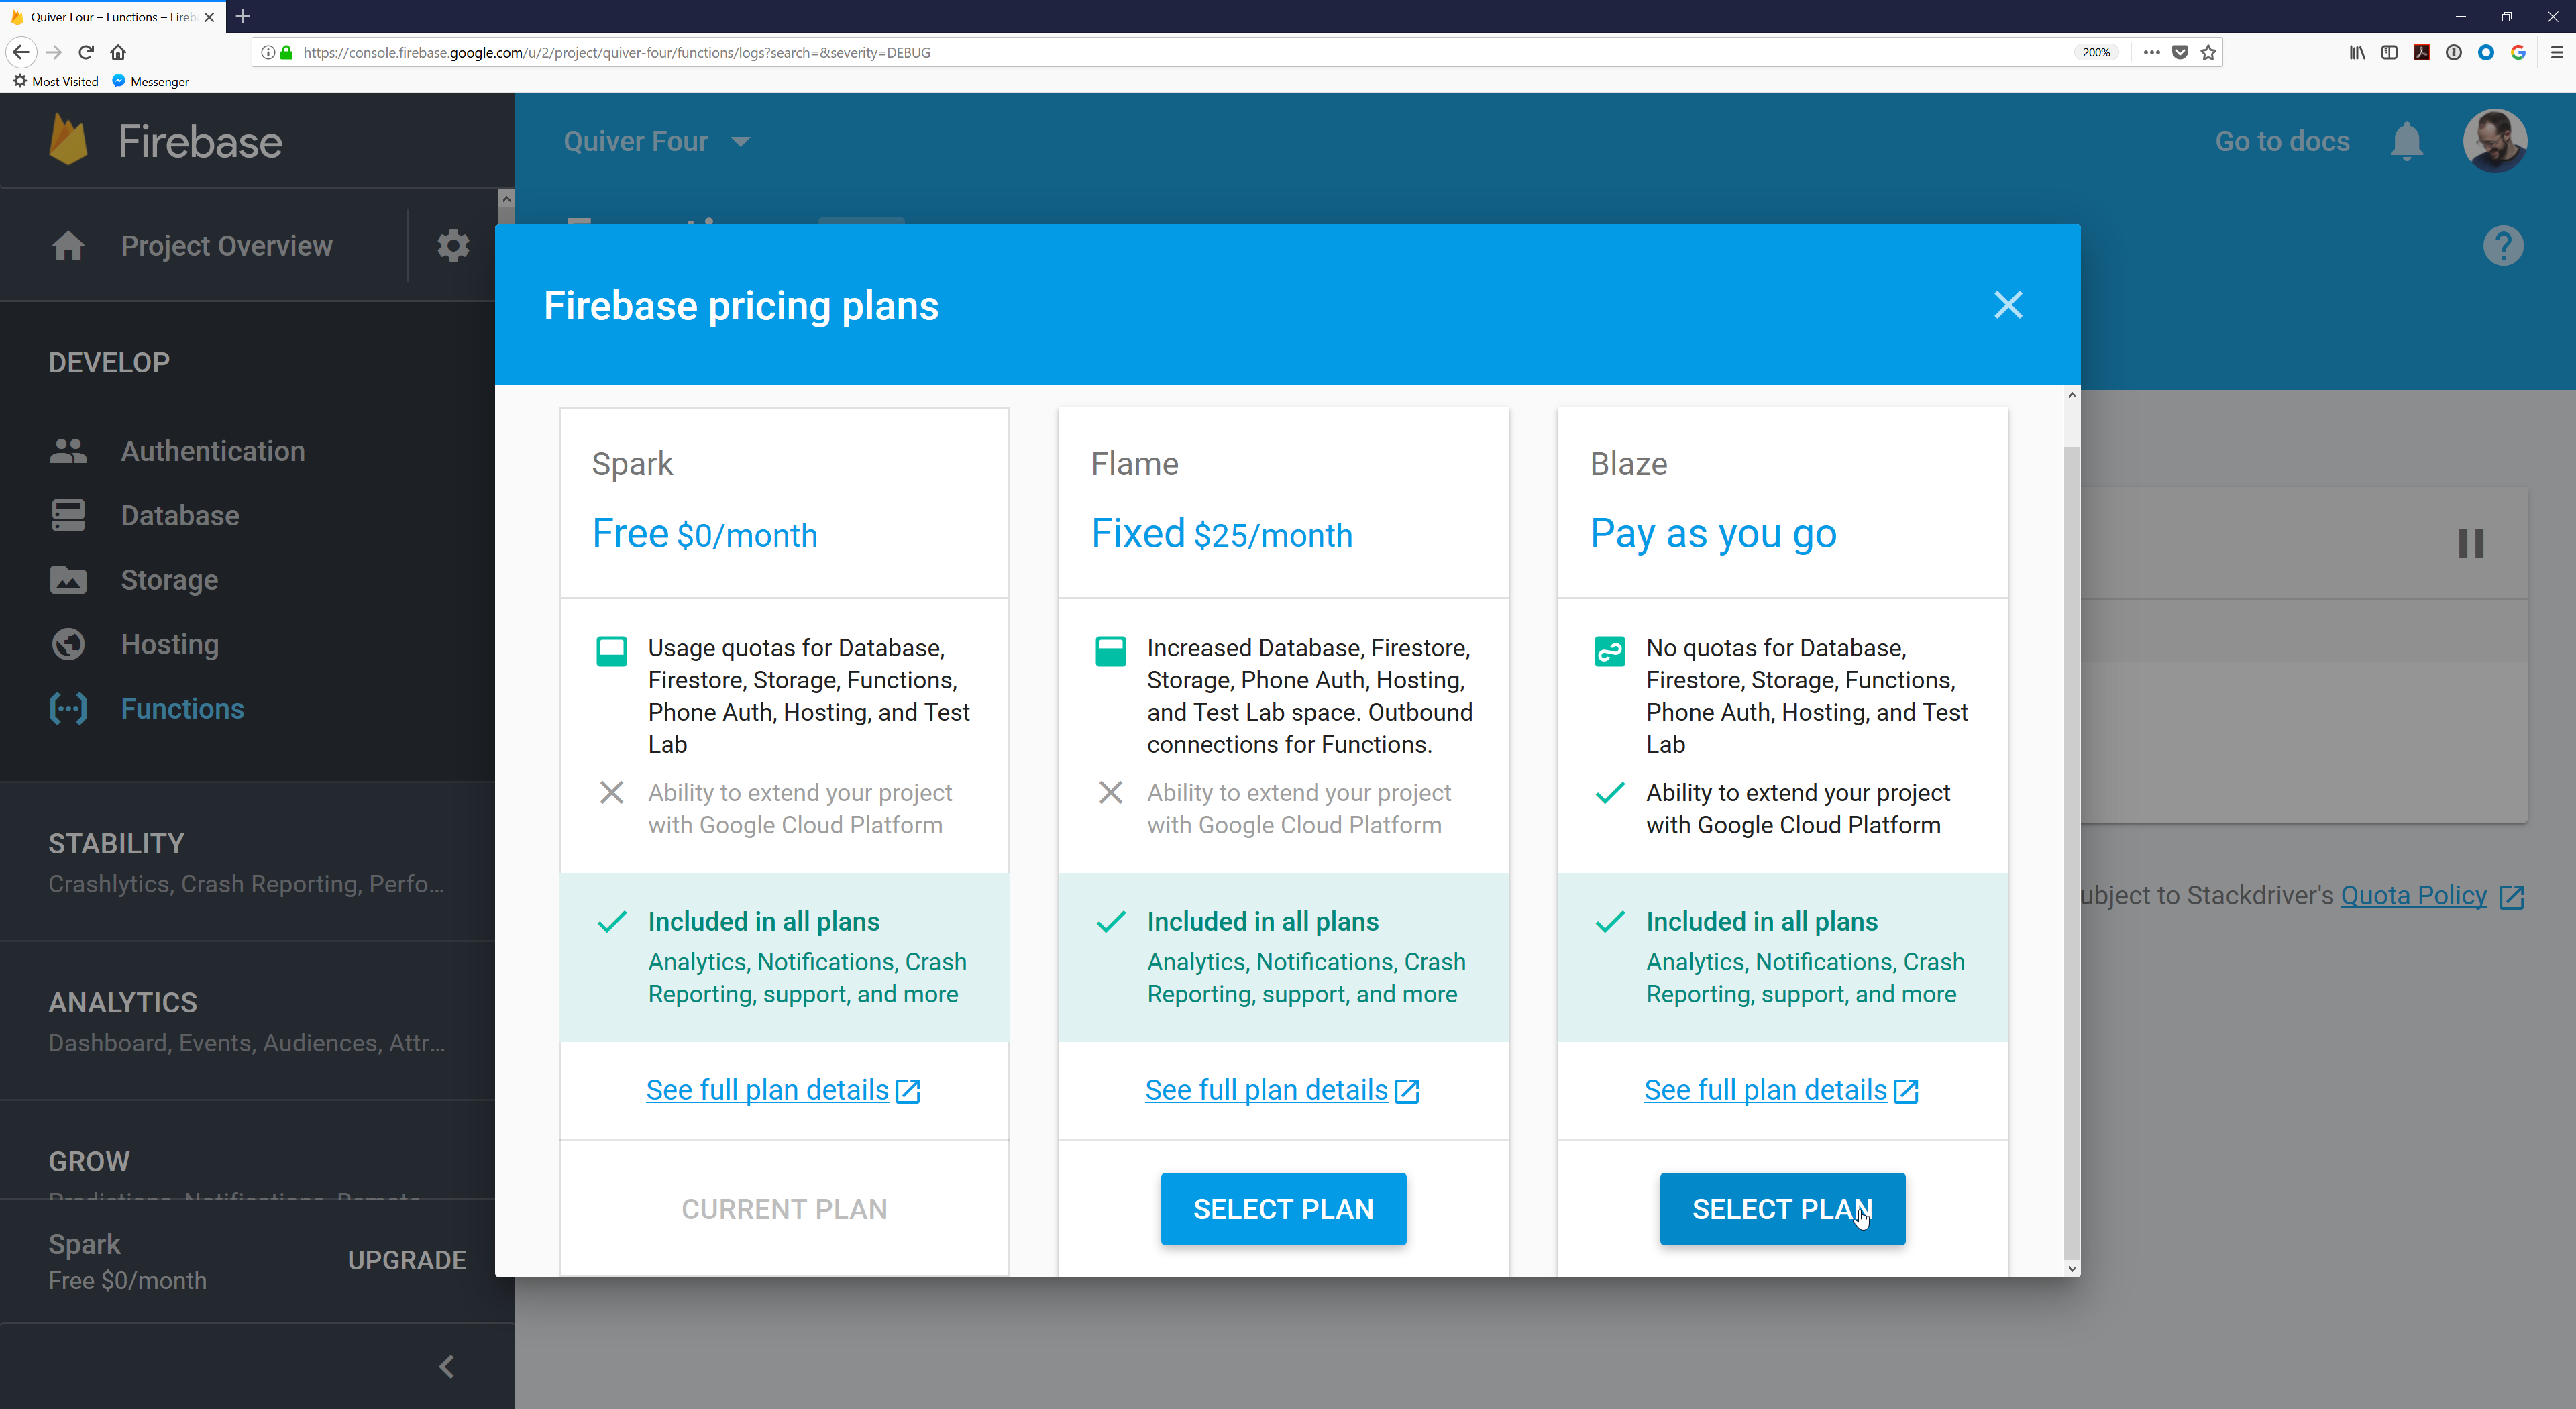 Quiver Four – Functions – Fireb
https://console.firebase.google.com/u/2/project/quiver-four/functions/logs?search=&severity=DEBUG
200%
Most Visited
Messenger
Firebase
Quiver Four
Go to docs
Project Overview
DEVELOP
Authentication
Database
Storage
Hosting
Functions
STABILITY
Crashlytics, Crash Reporting, Perfo...
ANALYTICS
Dashboard, Events, Audiences, Attr...
GROW
Spark
Free $0/month
UPGRADE
Firebase pricing plans
Spark
Free $0/month
Usage quotas for Database,
Firestore, Storage, Functions,
Phone Auth, Hosting, and Test
Lab
Ability to extend your project
with Google Cloud Platform
Included in all plans
Analytics, Notifications, Crash
Reporting, support, and more
See full plan details
CURRENT PLAN
Flame
Fixed $25/month
Increased Database, Firestore,
Storage, Phone Auth, Hosting,
and Test Lab space. Outbound
connections for Functions.
Ability to extend your project
with Google Cloud Platform
Included in all plans
Analytics, Notifications, Crash
Reporting, support, and more
See full plan details
SELECT PLAN
Blaze
Pay as you go
No quotas for Database,
Firestore, Storage, Functions,
Phone Auth, Hosting, and Test
Lab
Ability to extend your project
with Google Cloud Platform
Included in all plans
Analytics, Notifications, Crash
Reporting, support, and more
See full plan details
SELECT PLAN
ubject to Stackdriver's Quota Policy